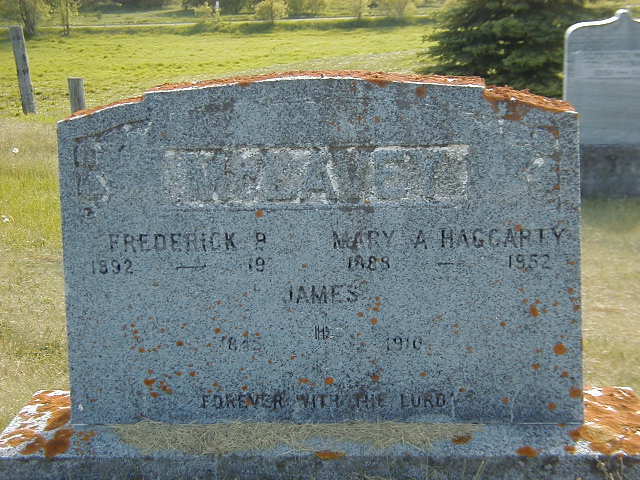 FREDERICK B MARY A HAGGARTY
1892 — 19 1888 — 1952
JAMES
1910
FOREVER WITH THE LORD